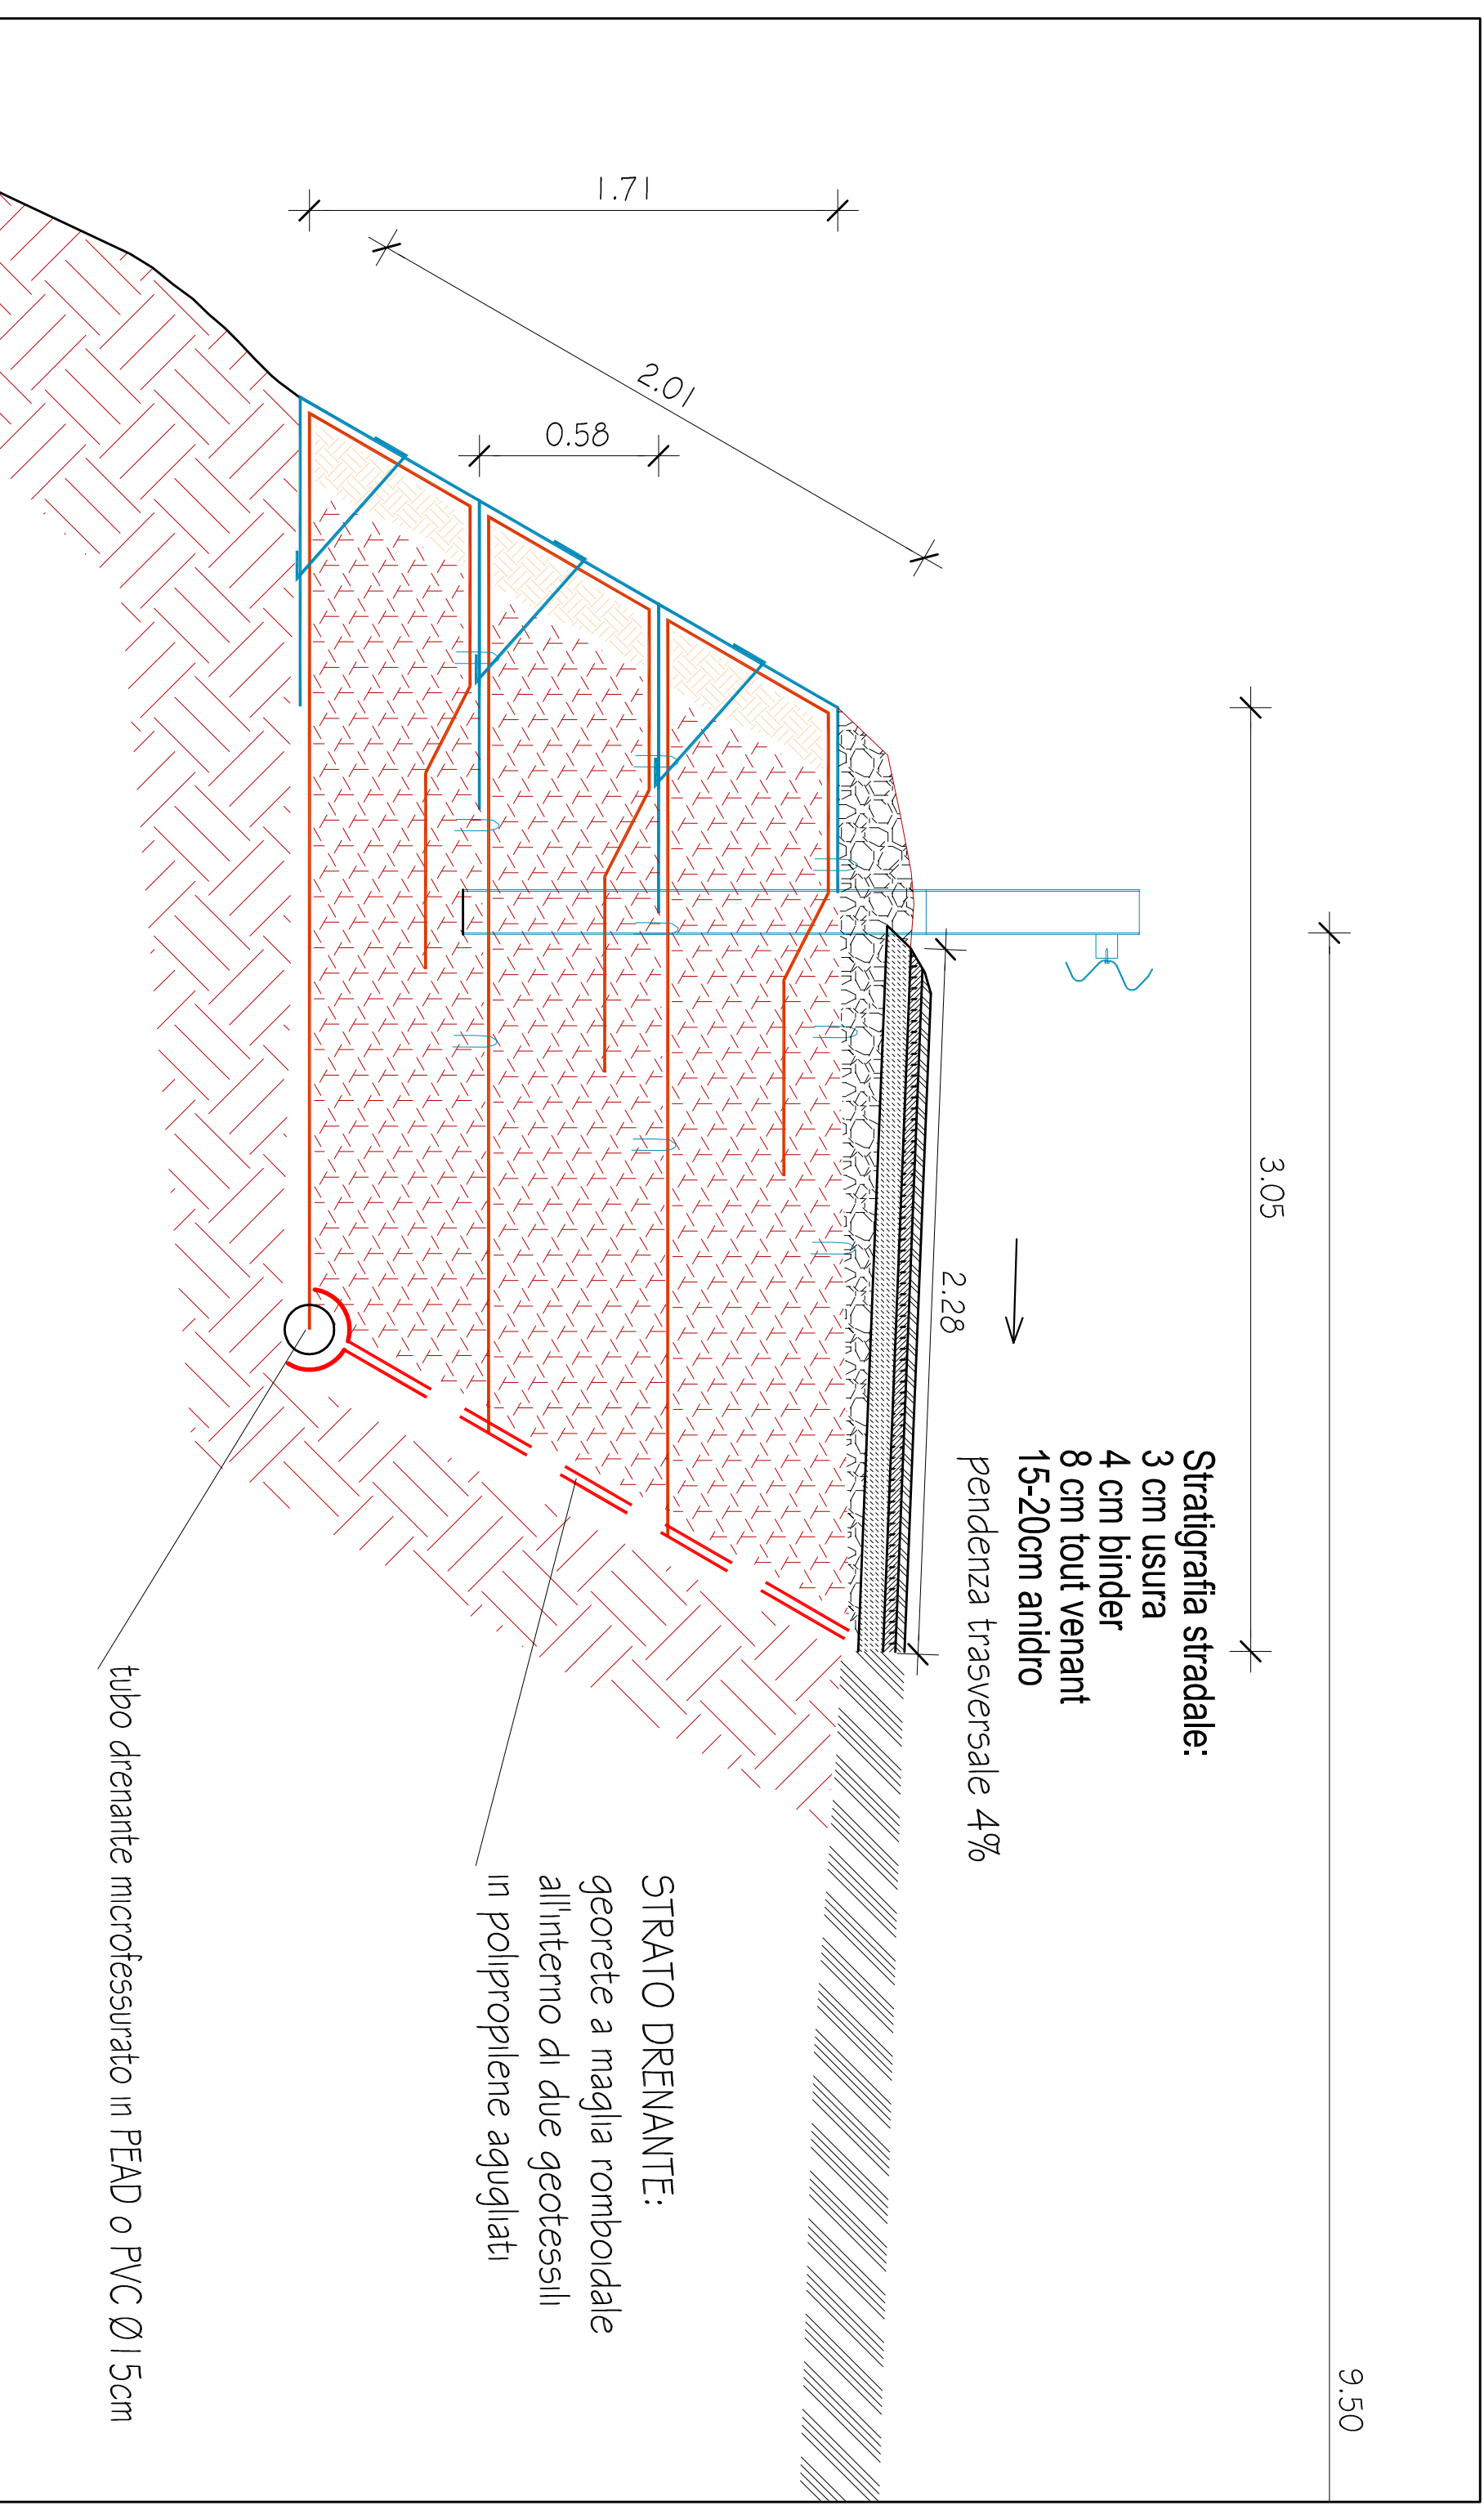 9.50
3.05
Stratigrafia stradale:
3 cm usura
4 cm binder
8 cm tout venant
15-20cm anidro
pendenza trasversale 4%
2.28
1.71
2.01
0.58
STRATO DRENANTE:
georete a maglia romboidale
all'interno di due geotessili
in polipropilene agugliati
tubo drenante microfessurato in PEAD o PVC Ø15cm